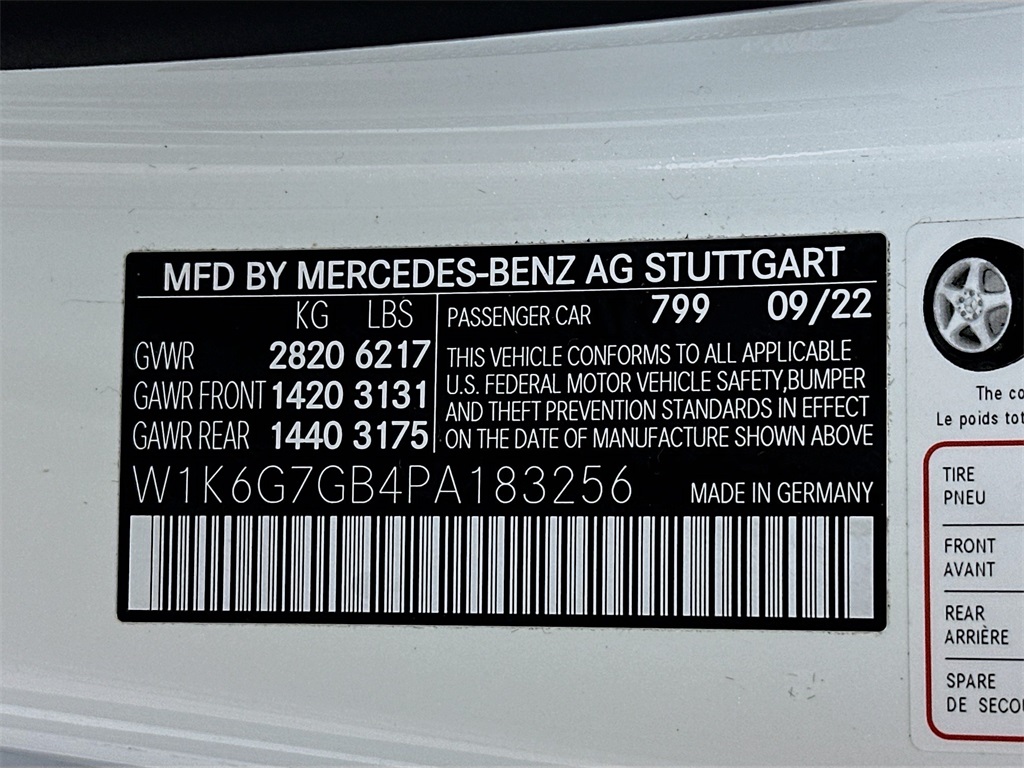 MFD BY MERCEDES-BENZ AG STUTTGART
KG LBS
PASSENGER CAR 799 09/22
GVWR 2820 6217
GAWR FRONT 1420 3131
GAWR REAR 1440 3175
THIS VEHICLE CONFORMS TO ALL APPLICABLE
U.S. FEDERAL MOTOR VEHICLE SAFETY,BUMPER
AND THEFT PREVENTION STANDARDS IN EFFECT
ON THE DATE OF MANUFACTURE SHOWN ABOVE
W1K6G7GB4PA183256 MADE IN GERMANY
The
Le poids
TIRE
PNEU
FRONT
AVANT
REAR
ARRIÈRE
SPARE
DE